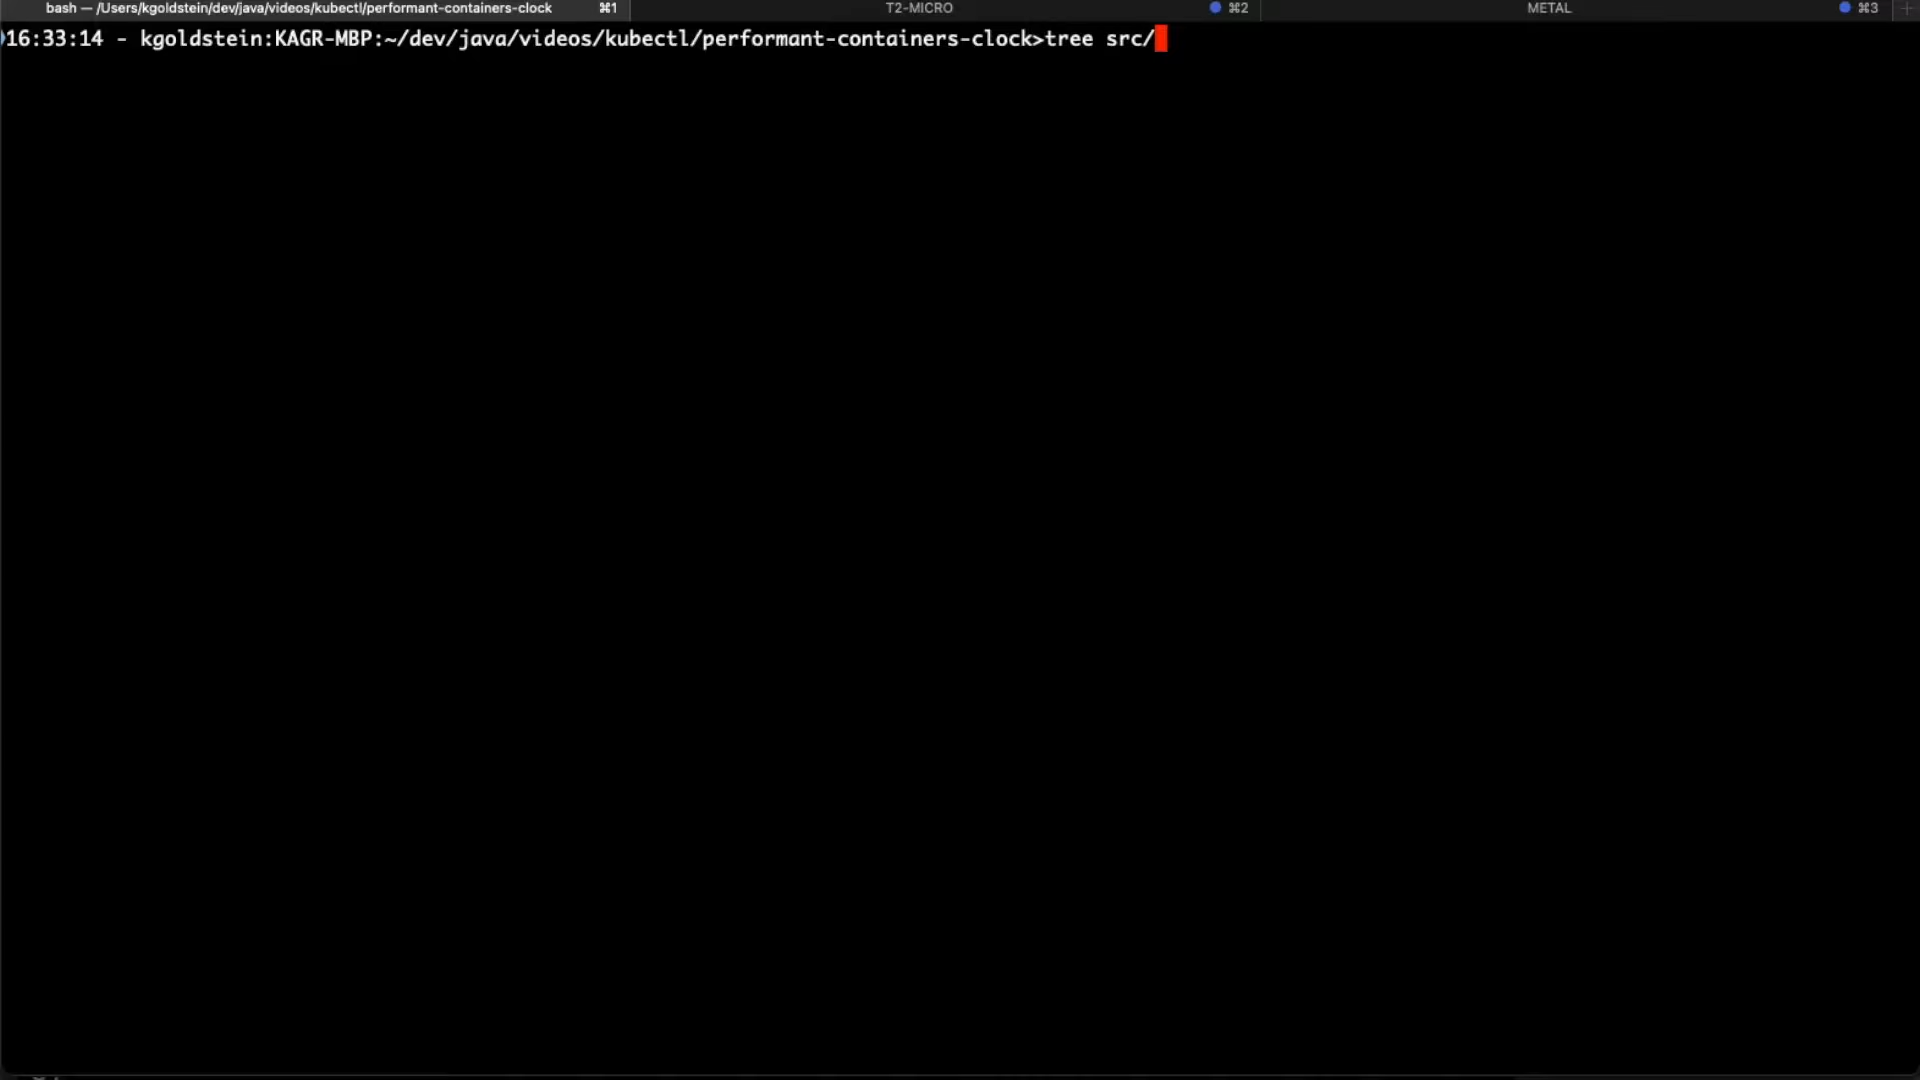 bash — /Users/kgoldstein/dev/java/videos/kubectl/performant-containers-clock ⌘1 T2-MICRO ⌘2 METAL ⌘3 +
16:33:14 - kgoldstein:KAGR-MBP:~/dev/java/videos/kubectl/performant-containers-clock>tree src/